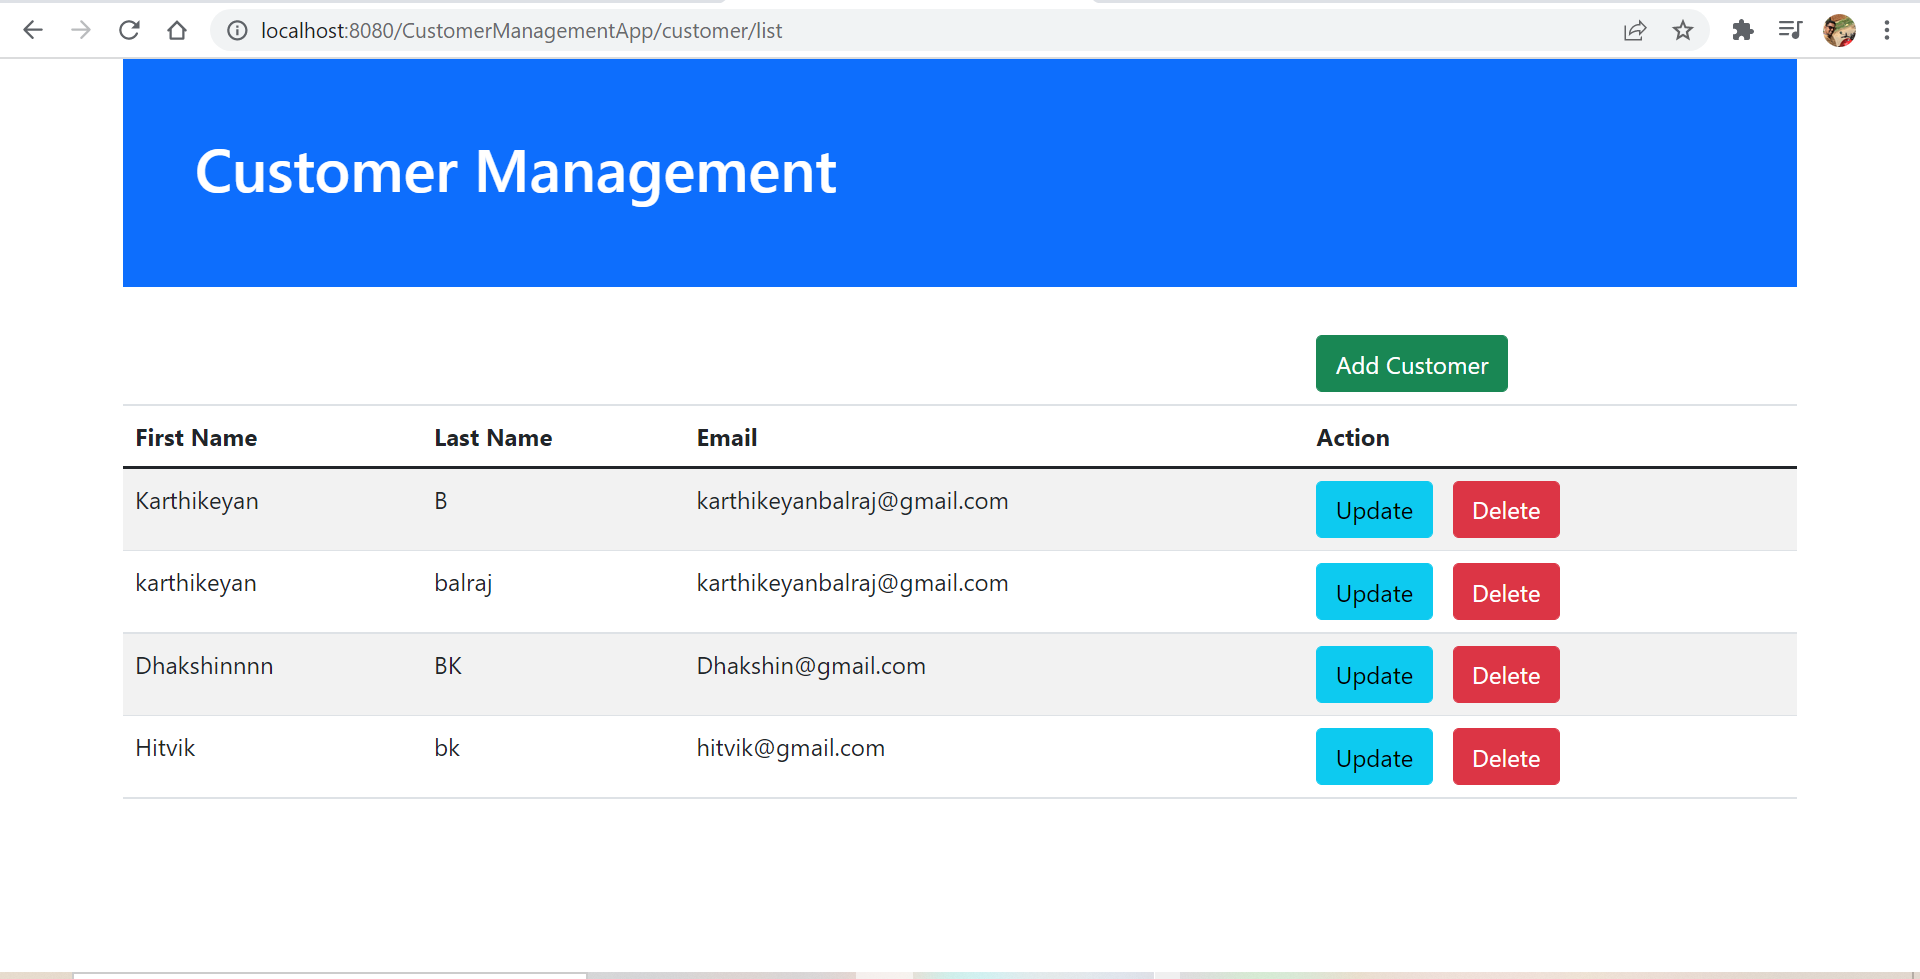 localhost:8080/CustomerManagementApp/customer/list
Customer Management
Add Customer
First Name Last Name Email Action
Karthikeyan B karthikeyanbalraj@gmail.com Update Delete
karthikeyan balraj karthikeyanbalraj@gmail.com Update Delete
Dhakshinnnn BK Dhakshin@gmail.com Update Delete
Hitvik bk hitvik@gmail.com Update Delete